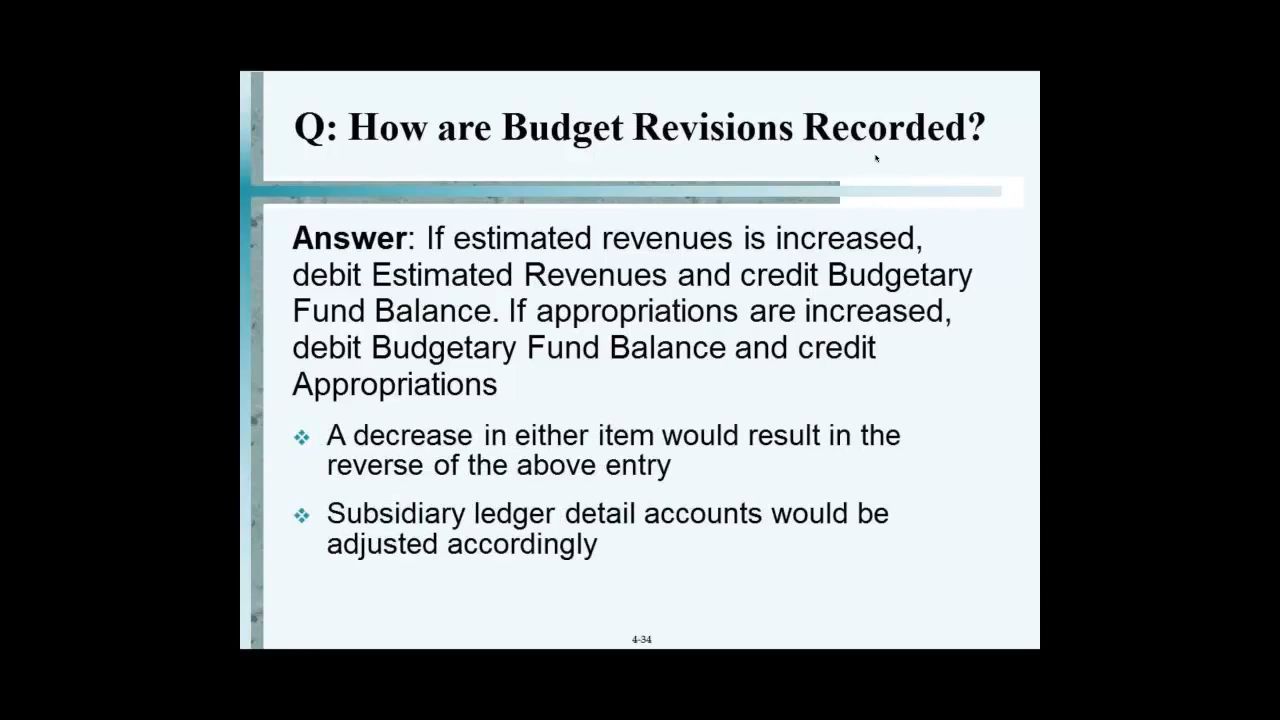 Q: How are Budget Revisions Recorded?
Answer: If estimated revenues is increased,
debit Estimated Revenues and credit Budgetary
Fund Balance. If appropriations are increased,
debit Budgetary Fund Balance and credit
Appropriations
❖ A decrease in either item would result in the
reverse of the above entry
❖ Subsidiary ledger detail accounts would be
adjusted accordingly
4-34